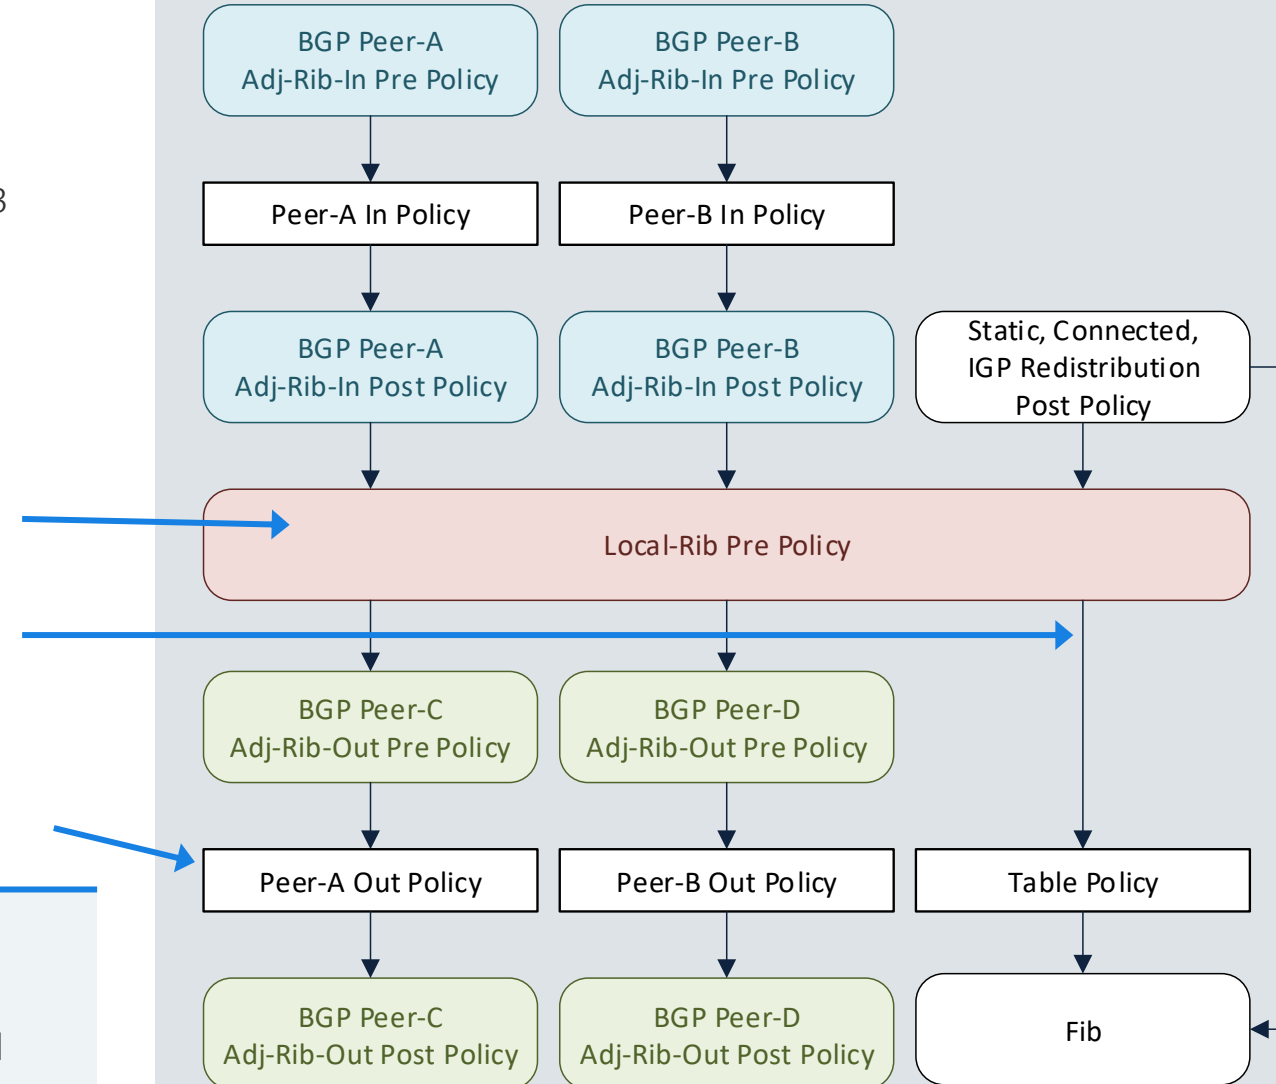 BGP Peer-A
Adj-Rib-In Pre Policy
BGP Peer-B
Adj-Rib-In Pre Policy
Peer-A In Policy
Peer-B In Policy
BGP Peer-A
Adj-Rib-In Post Policy
BGP Peer-B
Adj-Rib-In Post Policy
Static, Connected,
IGP Redistribution
Post Policy
Local-Rib Pre Policy
BGP Peer-C
Adj-Rib-Out Pre Policy
BGP Peer-D
Adj-Rib-Out Pre Policy
Peer-A Out Policy
Peer-B Out Policy
Table Policy
BGP Peer-C
Adj-Rib-Out Post Policy
BGP Peer-D
Adj-Rib-Out Post Policy
Fib